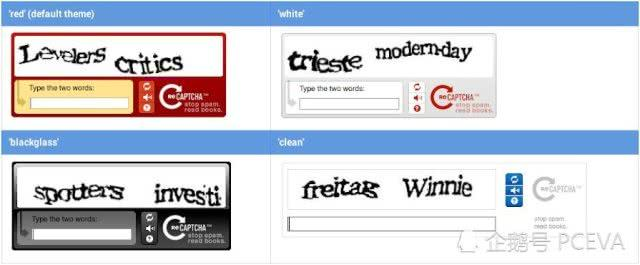 'red' (default theme)
'white'
Levelers critics
Type the two words:
reCAPTCHA™
stop spam.
read books.
trieste modern-day
Type the two words:
reCAPTCHA™
stop spam.
read books.
'blackglass'
'clean'
spotters investi
Type the two words:
reCAPTCHA™
stop spam.
read books.
freitag Winnie
reCAPTCHA™
stop spam.
read books.
企鹅号 PCEVA